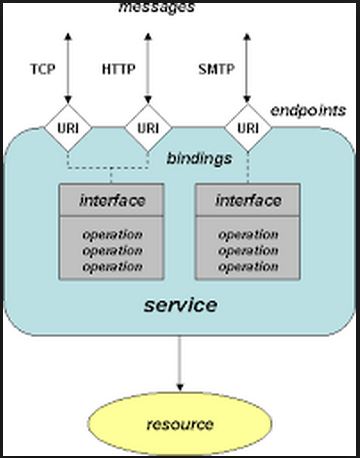 messages
TCP
HTTP
SMTP
endpoints
URI
URI
URI
bindings
interface
operation
operation
operation
interface
operation
operation
operation
service
resource